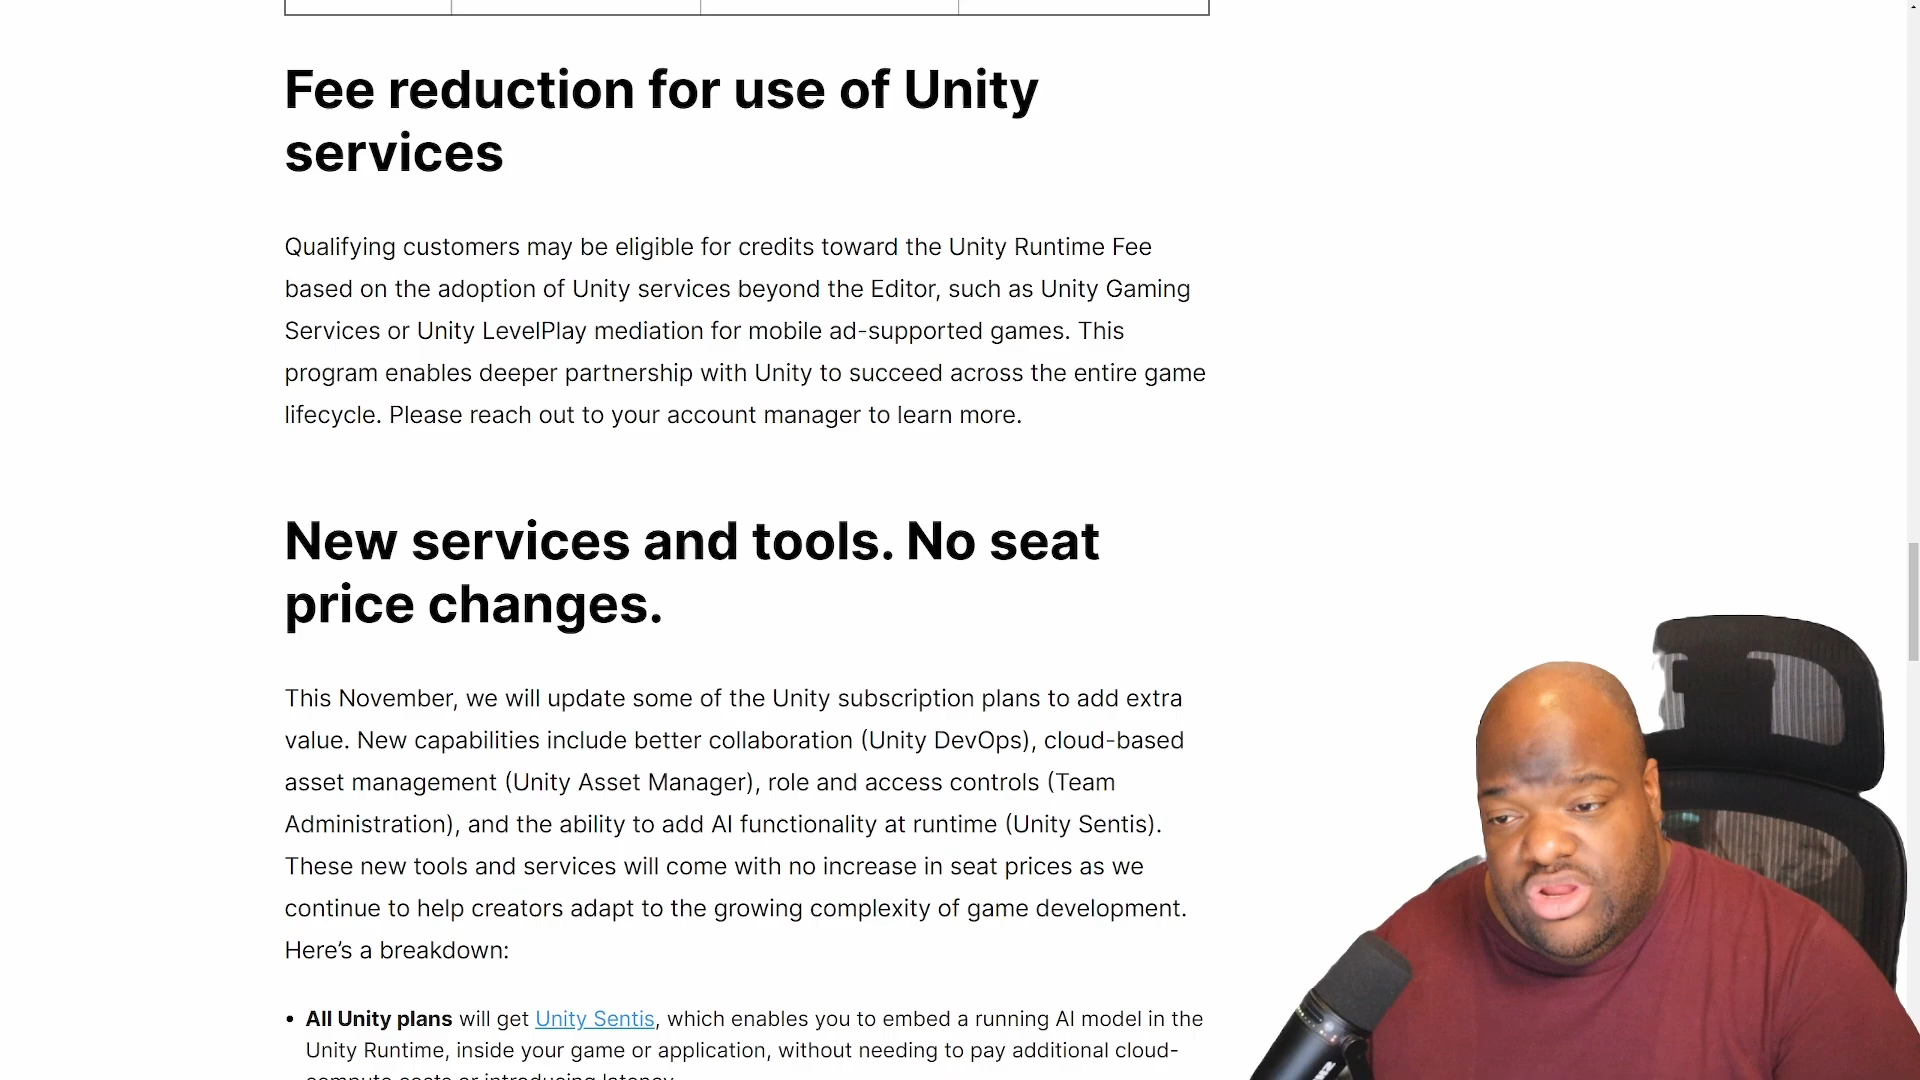 Fee reduction for use of Unity
services
Qualifying customers may be eligible for credits toward the Unity Runtime Fee
based on the adoption of Unity services beyond the Editor, such as Unity Gaming
Services or Unity LevelPlay mediation for mobile ad-supported games. This
program enables deeper partnership with Unity to succeed across the entire game
lifecycle. Please reach out to your account manager to learn more.
New services and tools. No seat
price changes.
This November, we will update some of the Unity subscription plans to add extra
value. New capabilities include better collaboration (Unity DevOps), cloud-based
asset management (Unity Asset Manager), role and access controls (Team
Administration), and the ability to add AI functionality at runtime (Unity Sentis).
These new tools and services will come with no increase in seat prices as we
continue to help creators adapt to the growing complexity of game development.
Here’s a breakdown:
• All Unity plans will get Unity Sentis, which enables you to embed a running AI model in the
Unity Runtime, inside your game or application, without needing to pay additional cloud-
compute costs or introducing latency.